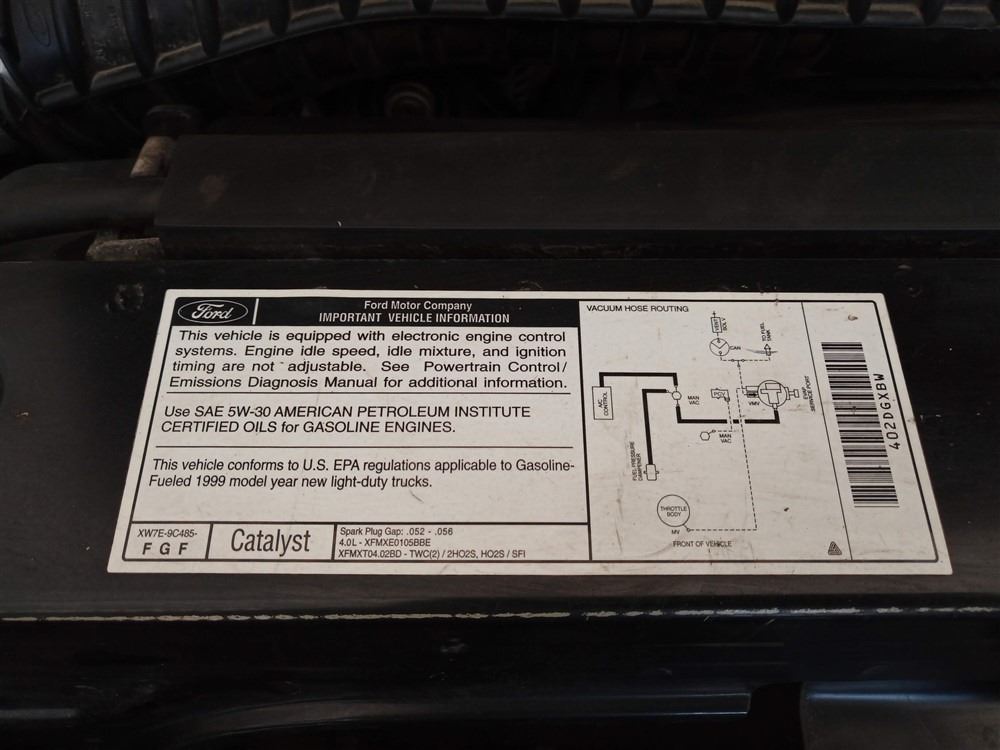 Ford
Ford Motor Company
IMPORTANT VEHICLE INFORMATION
This vehicle is equipped with electronic engine control
systems. Engine idle speed, idle mixture, and ignition
timing are not adjustable. See Powertrain Control/
Emissions Diagnosis Manual for additional information.
Use SAE 5W-30 AMERICAN PETROLEUM INSTITUTE
CERTIFIED OILS for GASOLINE ENGINES.
This vehicle conforms to U.S. EPA regulations applicable to Gasoline-
Fueled 1999 model year new light-duty trucks.
XW7E-9C485-
FGF
Catalyst
Spark Plug Gap: .052 - .056
4.0L - XFMXE0105BBE
XFMXT04.02BD - TWC(2) / 2HO2S, HO2S / SFI
VACUUM HOSE ROUTING
VENT
SOL V
CAN
TO FUEL
TANK
A/C
CONTROL
MAN
VAC
VMV
EVAP
SERVICE PORT
MAN
VAC
FUEL PRESSURE
DAMPENER
THROTTLE
BODY
MV
FRONT OF VEHICLE
402DGXBW